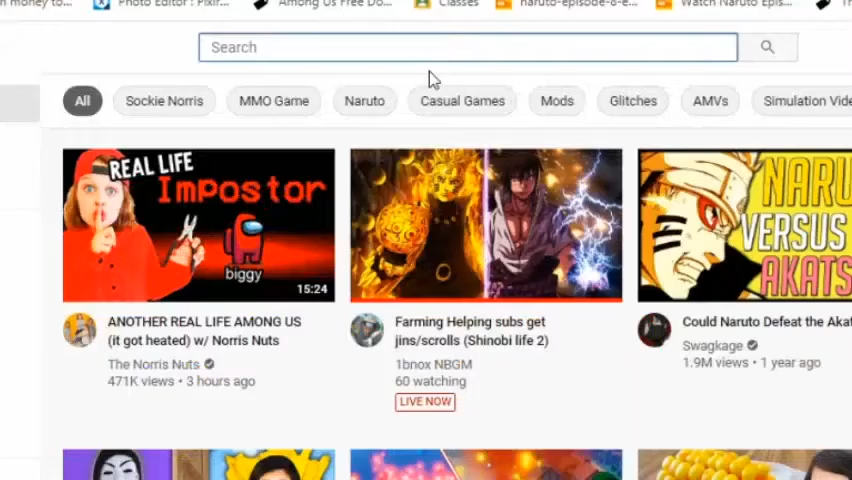 n money to...
Photo Editor : Pixlr...
Among Us Free Do...
Classes
naruto-episode-8-e...
Watch Naruto Epis...
Search
All
Sockie Norris
MMO Game
Naruto
Casual Games
Mods
Glitches
AMVs
Simulation Vide
REAL LIFE
Impostor
biggy
15:24
NARU
VERSUS
AKATS
ANOTHER REAL LIFE AMONG US
(it got heated) w/ Norris Nuts
The Norris Nuts
471K views • 3 hours ago
Farming Helping subs get
jins/scrolls (Shinobi life 2)
1bnox NBGM
60 watching
LIVE NOW
Could Naruto Defeat the Akat
Swagkage
1.9M views • 1 year ago